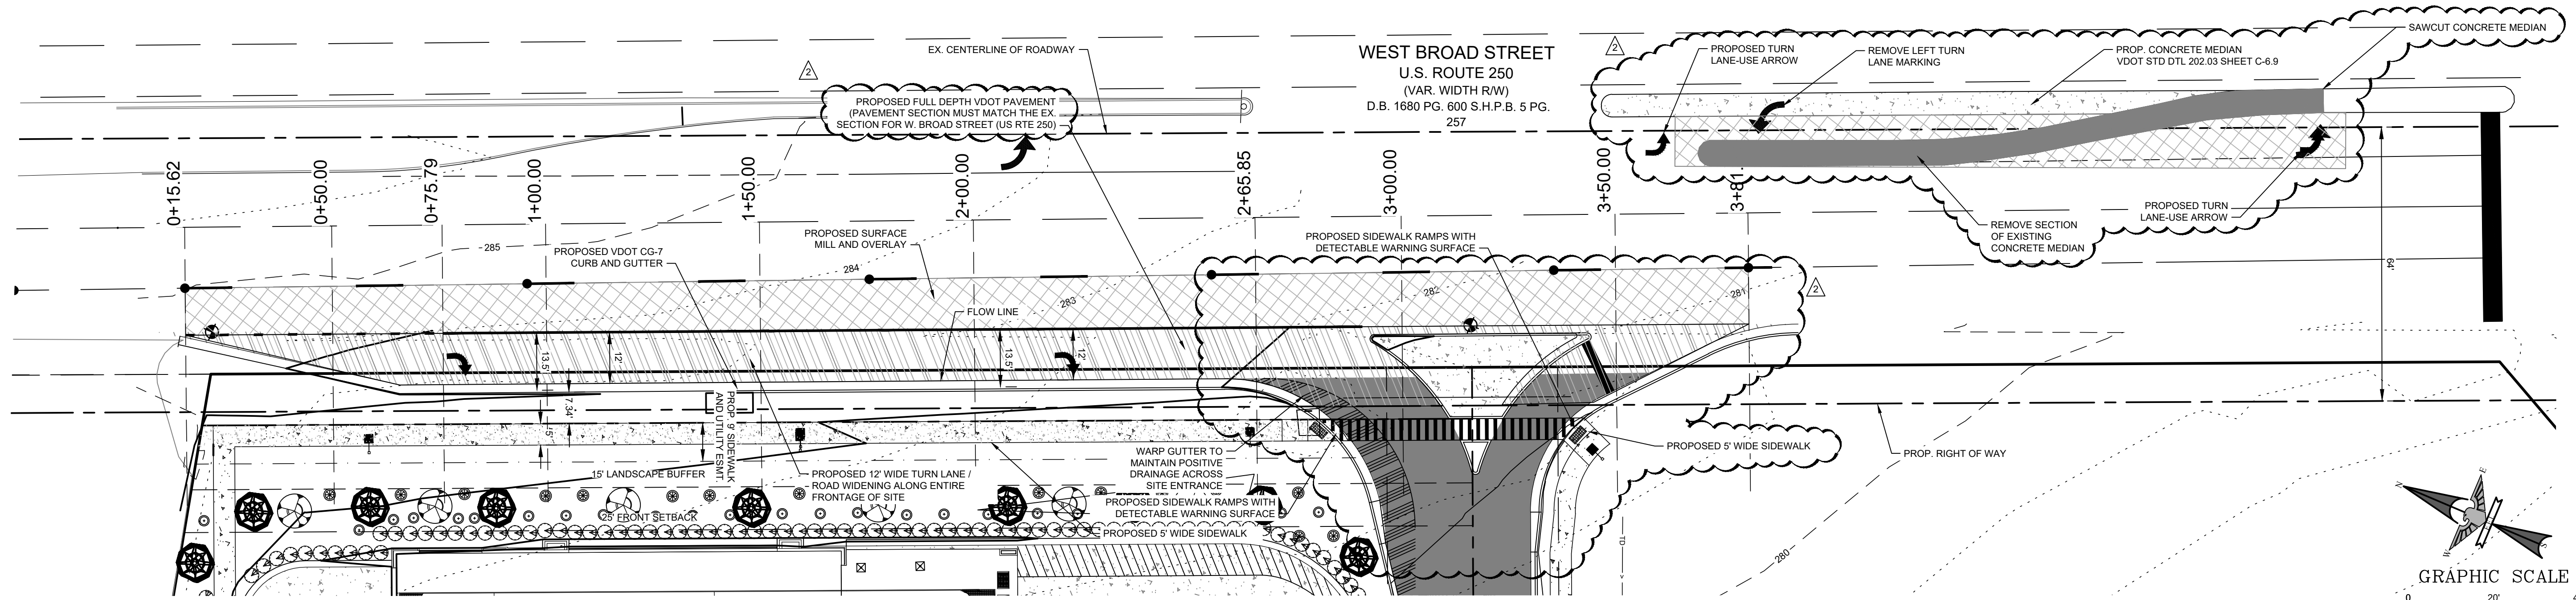 SAWCUT CONCRETE MEDIAN
EX. CENTERLINE OF ROADWAY
WEST BROAD STREET
U.S. ROUTE 250
(VAR. WIDTH R/W)
D.B. 1680 PG. 600 S.H.P.B. 5 PG.
257
2
2
PROPOSED TURN
LANE-USE ARROW
REMOVE LEFT TURN
LANE MARKING
PROP. CONCRETE MEDIAN
VDOT STD DTL 202.03 SHEET C-6.9
PROPOSED FULL DEPTH VDOT PAVEMENT
(PAVEMENT SECTION MUST MATCH THE EX.
SECTION FOR W. BROAD STREET (US RTE 250)
0+15.62
0+50.00
0+75.79
1+00.00
1+50.00
2+00.00
2+65.85
3+00.00
3+50.00
3+81.
PROPOSED TURN
LANE-USE ARROW
REMOVE SECTION
OF EXISTING
CONCRETE MEDIAN
285
PROPOSED VDOT CG-7
CURB AND GUTTER
PROPOSED SURFACE
MILL AND OVERLAY
284
PROPOSED SIDEWALK RAMPS WITH
DETECTABLE WARNING SURFACE
64'
283
282
281
2
FLOW LINE
13.5'
12'
13.5'
12'
7.34'
5'
PROP. 9' SIDEWALK
AND UTILITY ESMT.
15' LANDSCAPE BUFFER
PROPOSED 12' WIDE TURN LANE /
ROAD WIDENING ALONG ENTIRE
FRONTAGE OF SITE
WARP GUTTER TO
MAINTAIN POSITIVE
DRAINAGE ACROSS
SITE ENTRANCE
PROPOSED 5' WIDE SIDEWALK
PROP. RIGHT OF WAY
PROPOSED SIDEWALK RAMPS WITH
DETECTABLE WARNING SURFACE
25' FRONT SETBACK
PROPOSED 5' WIDE SIDEWALK
TD
280
N
E
W
S
GRAPHIC SCALE
0
20'